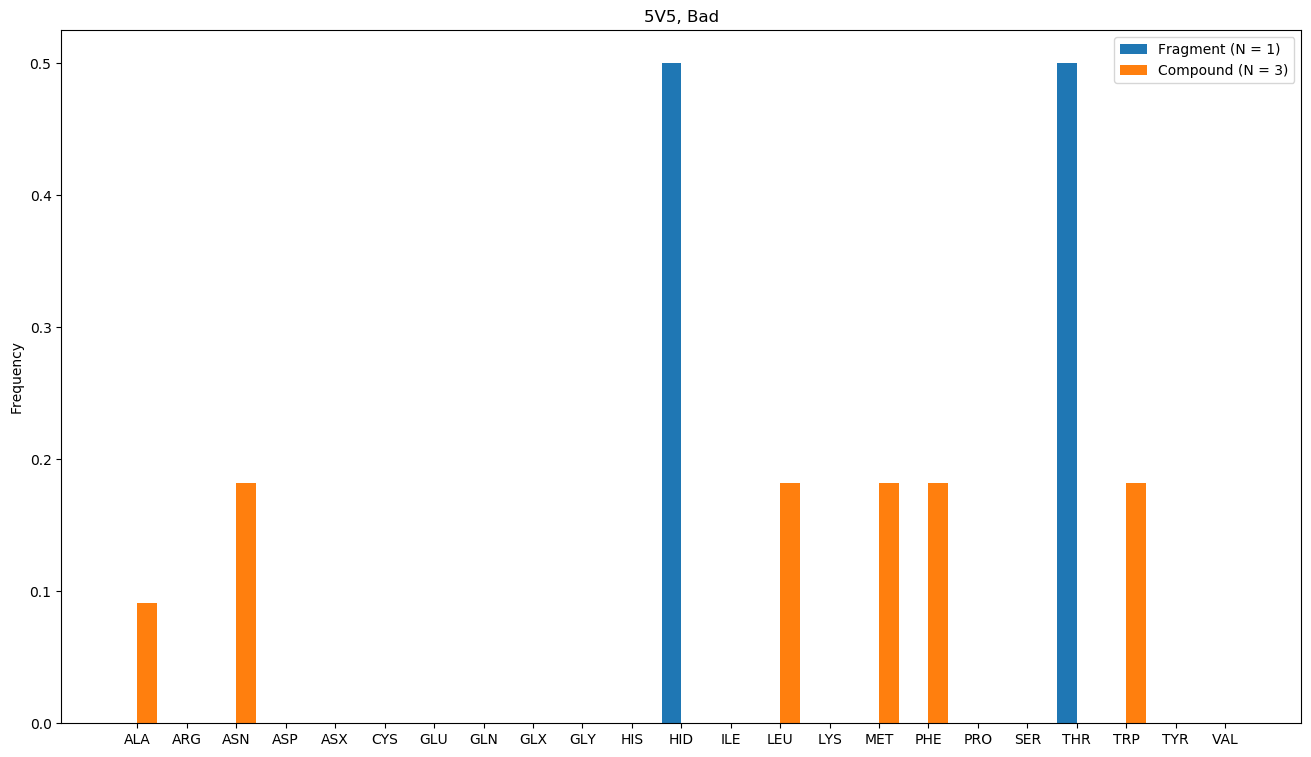 5V5, Bad
Fragment (N = 1)
Compound (N = 3)
Frequency
0.5
0.4
0.3
0.2
0.1
0.0
ALA ARG ASN ASP ASX CYS GLU GLN GLX GLY HIS HID ILE LEU LYS MET PHE PRO SER THR TRP TYR VAL